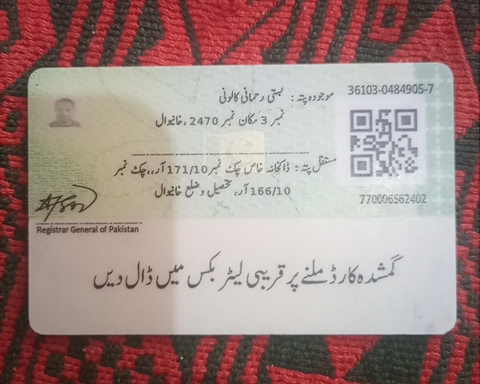 36103-0484905-7
موجودہ پتہ: بستی رحمانی کالونی
نمبر 3 مکان نمبر 2470، خانیوال
مستقل پتہ: ڈاکخانہ خاص چک نمبر 171/10 آر،، چک نمبر
166/10 آر، تحصیل و ضلع خانیوال
770006562402
Registrar General of Pakistan
گمشدہ کارڈ ملنے پر قریبی لیٹر بکس میں ڈال دیں